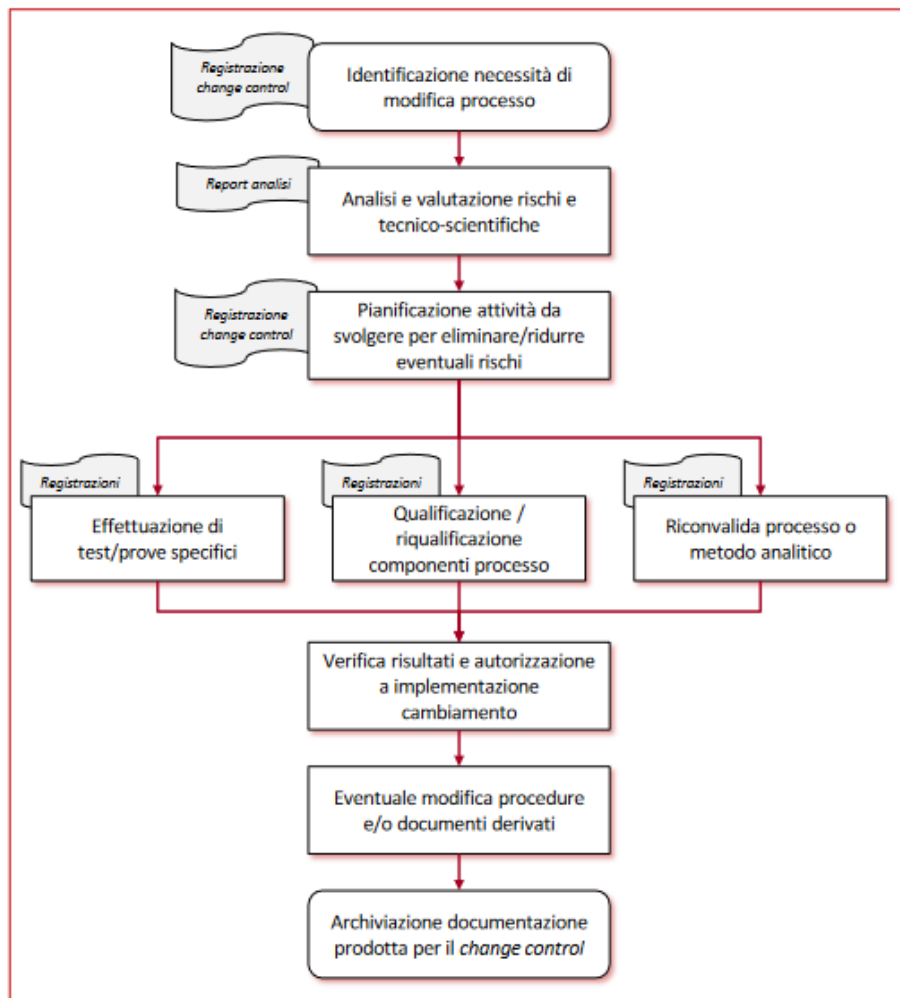 Registrazione
change control
Identificazione necessità di
modifica processo
Report analisi
Analisi e valutazione rischi e
tecnico-scientifiche
Registrazione
change control
Pianificazione attività da
svolgere per eliminare/ridurre
eventuali rischi
Registrazioni
Effettuazione di
test/prove specifici
Registrazioni
Qualificazione /
riqualificazione
componenti processo
Registrazioni
Riconvalida processo o
metodo analitico
Verifica risultati e autorizzazione
a implementazione
cambiamento
Eventuale modifica procedure
e/o documenti derivati
Archiviazione documentazione
prodotta per il change control